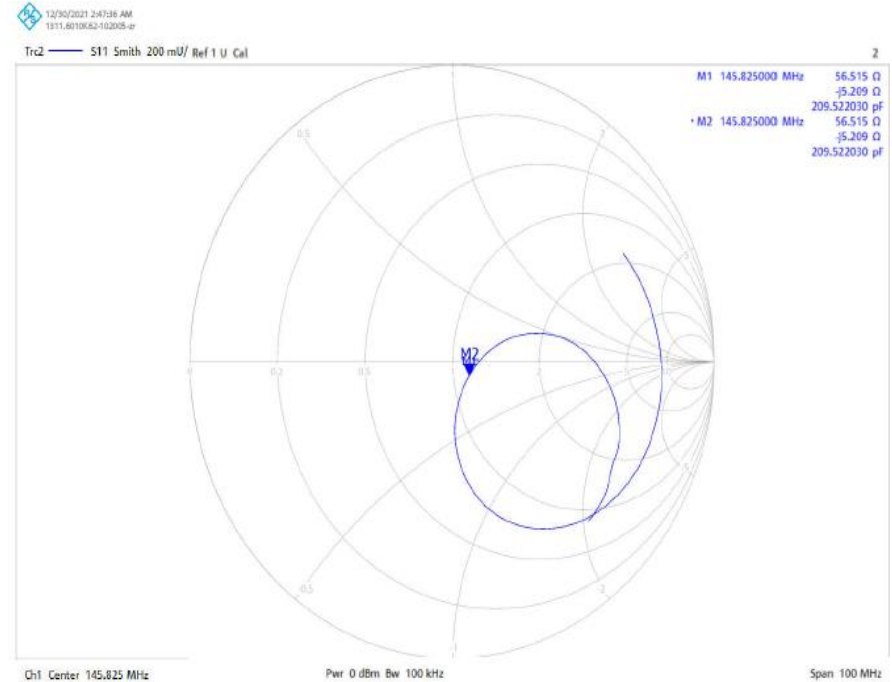 12/30/2021 2:47:36 AM
1311.6010K62-102005-ar
Trc2 S11 Smith 200 mU/ Ref 1 U Cal
2
M1 145.825000 MHz 56.515 Ω
-j5.209 Ω
209.522030 pF
• M2 145.825000 MHz 56.515 Ω
-j5.209 Ω
209.522030 pF
0.5
2
5
M2
0
0.2
0.5
1
2
5
-5
-0.5
-2
-1
Ch1 Center 145.825 MHz Pwr 0 dBm Bw 100 kHz Span 100 MHz